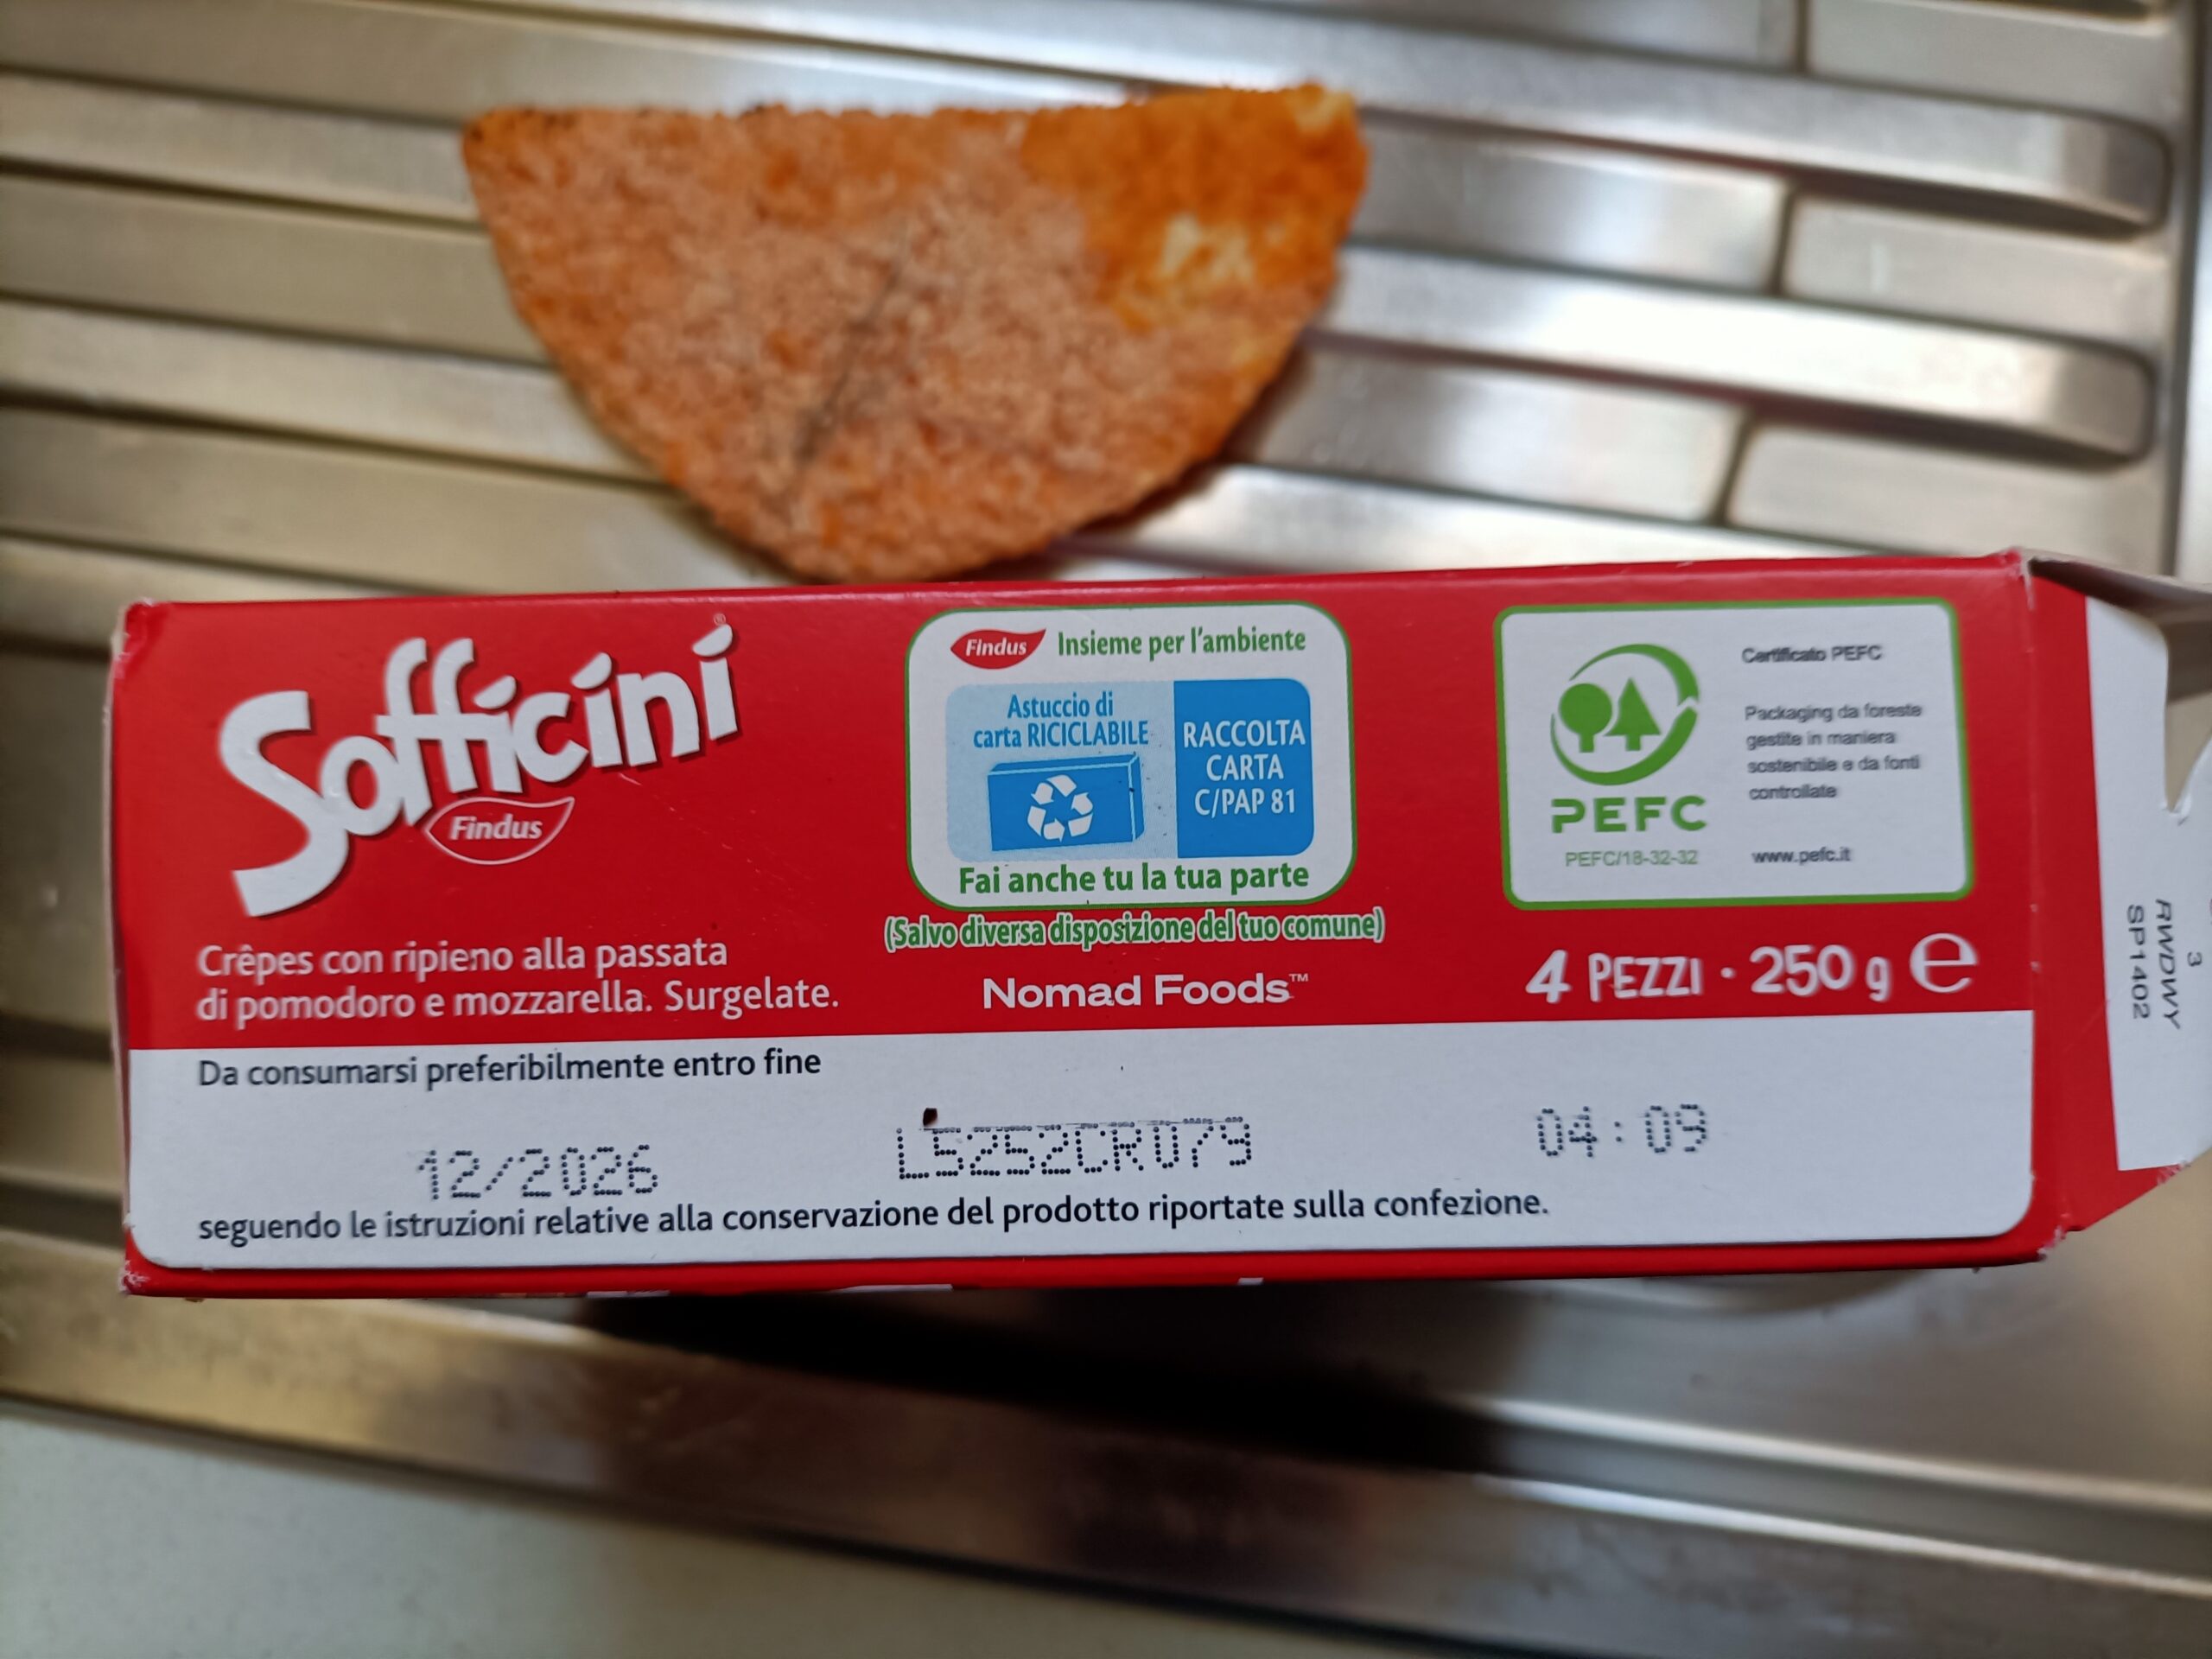 Sofficini®
Findus
Crêpes con ripieno alla passata
di pomodoro e mozzarella. Surgelate.
Findus Insieme per l'ambiente
Astuccio di
carta RICICLABILE
RACCOLTA
CARTA
C/PAP 81
Fai anche tu la tua parte
(Salvo diversa disposizione del tuo comune)
Nomad Foods™
PEFC
PEFC/18-32-32
Certificato PEFC
Packaging da foreste
gestite in maniera
sostenibile e da fonti
controllate
www.pefc.it
4 PEZZI • 250 g e
Da consumarsi preferibilmente entro fine
12/2026 L5252CR079 04:09
seguendo le istruzioni relative alla conservazione del prodotto riportate sulla confezione.
3
RWDWY
SP1402